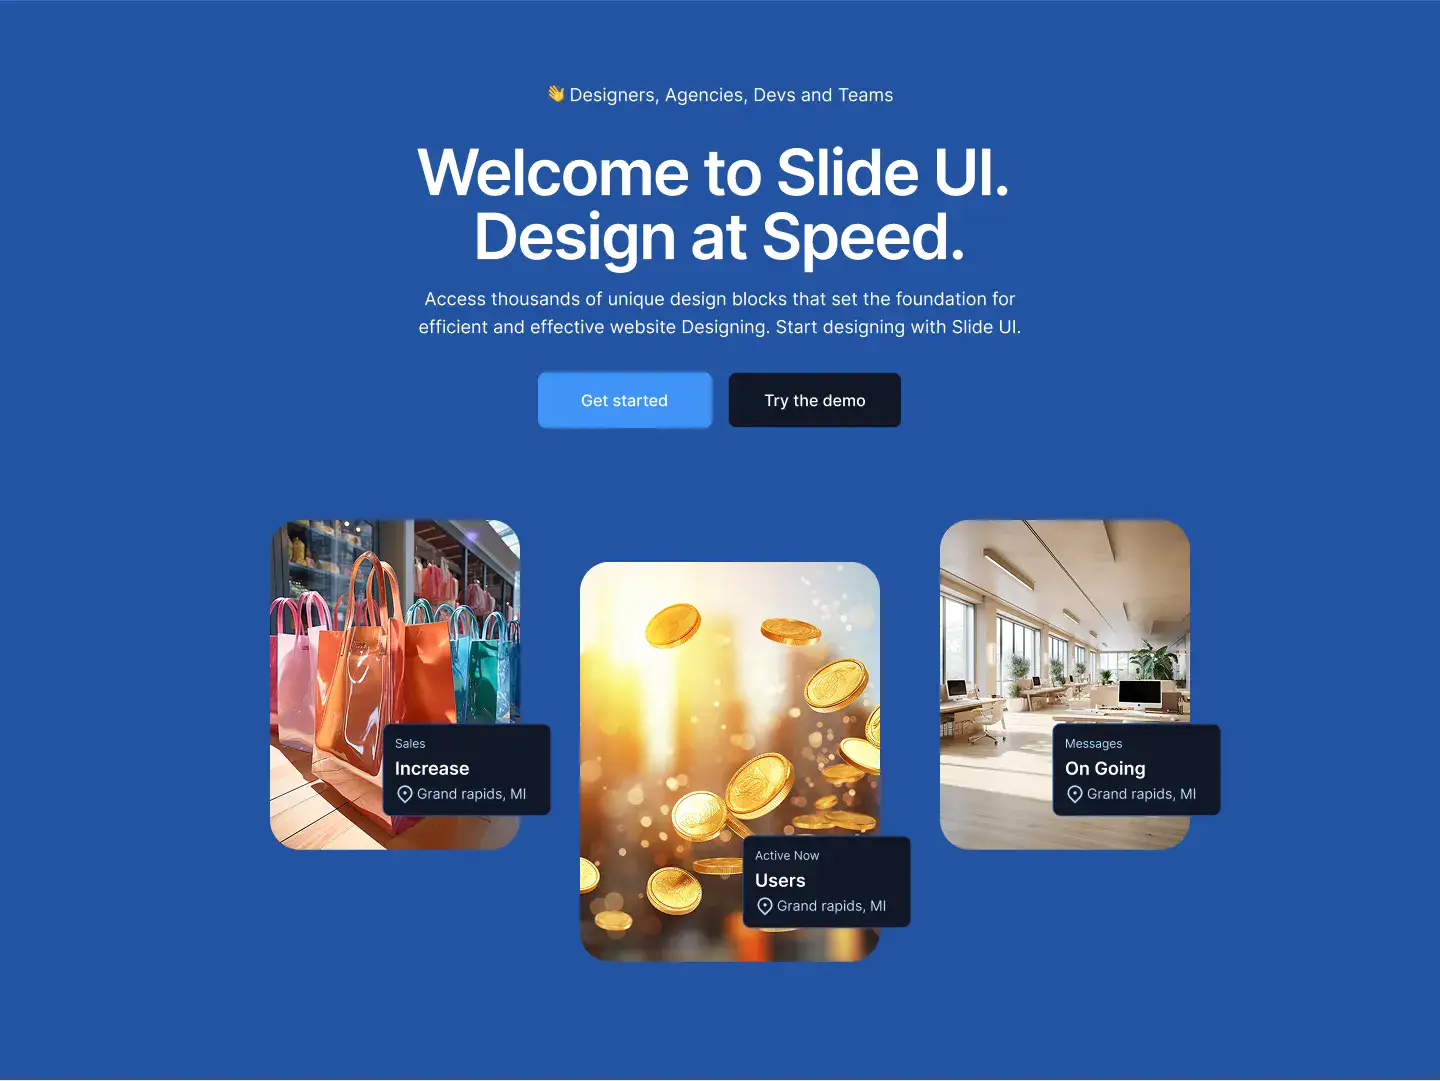 👋 Designers, Agencies, Devs and Teams
Welcome to Slide UI.
Design at Speed.
Access thousands of unique design blocks that set the foundation for
efficient and effective website Designing. Start designing with Slide UI.
Get started
Try the demo
Sales
Increase
Grand rapids, MI
Active Now
Users
Grand rapids, MI
Messages
On Going
Grand rapids, MI